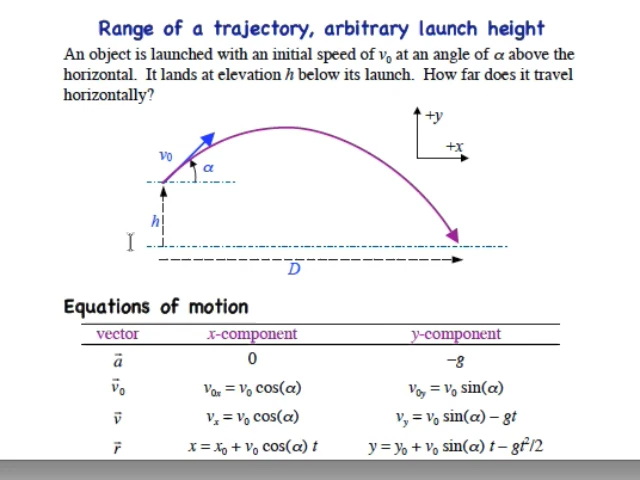 Range of a trajectory, arbitrary launch height
An object is launched with an initial speed of v₀ at an angle of α above the
horizontal. It lands at elevation h below its launch. How far does it travel
horizontally?
+y
+x
v₀
α
h
D
Equations of motion
vector x-component y-component
a⃗ 0 −g
v⃗₀ v₀ₓ = v₀ cos(α) v₀y = v₀ sin(α)
v⃗ vₓ = v₀ cos(α) vy = v₀ sin(α) − gt
r⃗ x = x₀ + v₀ cos(α) t y = y₀ + v₀ sin(α) t − gt²/2